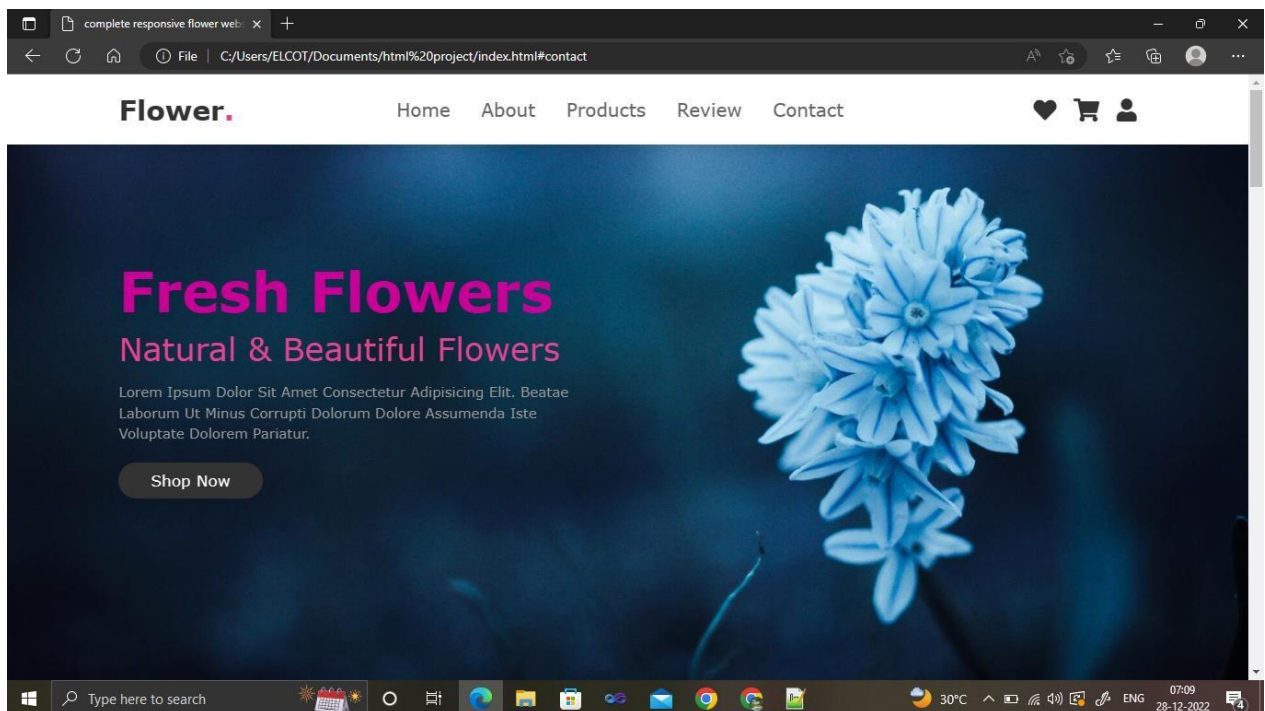 complete responsive flower web
File C:/Users/ELCOT/Documents/html%20project/index.html#contact
Flower.
Home About Products Review Contact
Fresh Flowers
Natural & Beautiful Flowers
Lorem Ipsum Dolor Sit Amet Consectetur Adipisicing Elit. Beatae
Laborum Ut Minus Corrupti Dolorum Dolore Assumenda Iste
Voluptate Dolorem Pariatur.
Shop Now
Type here to search
30°C
ENG
07:09
28-12-2022
4